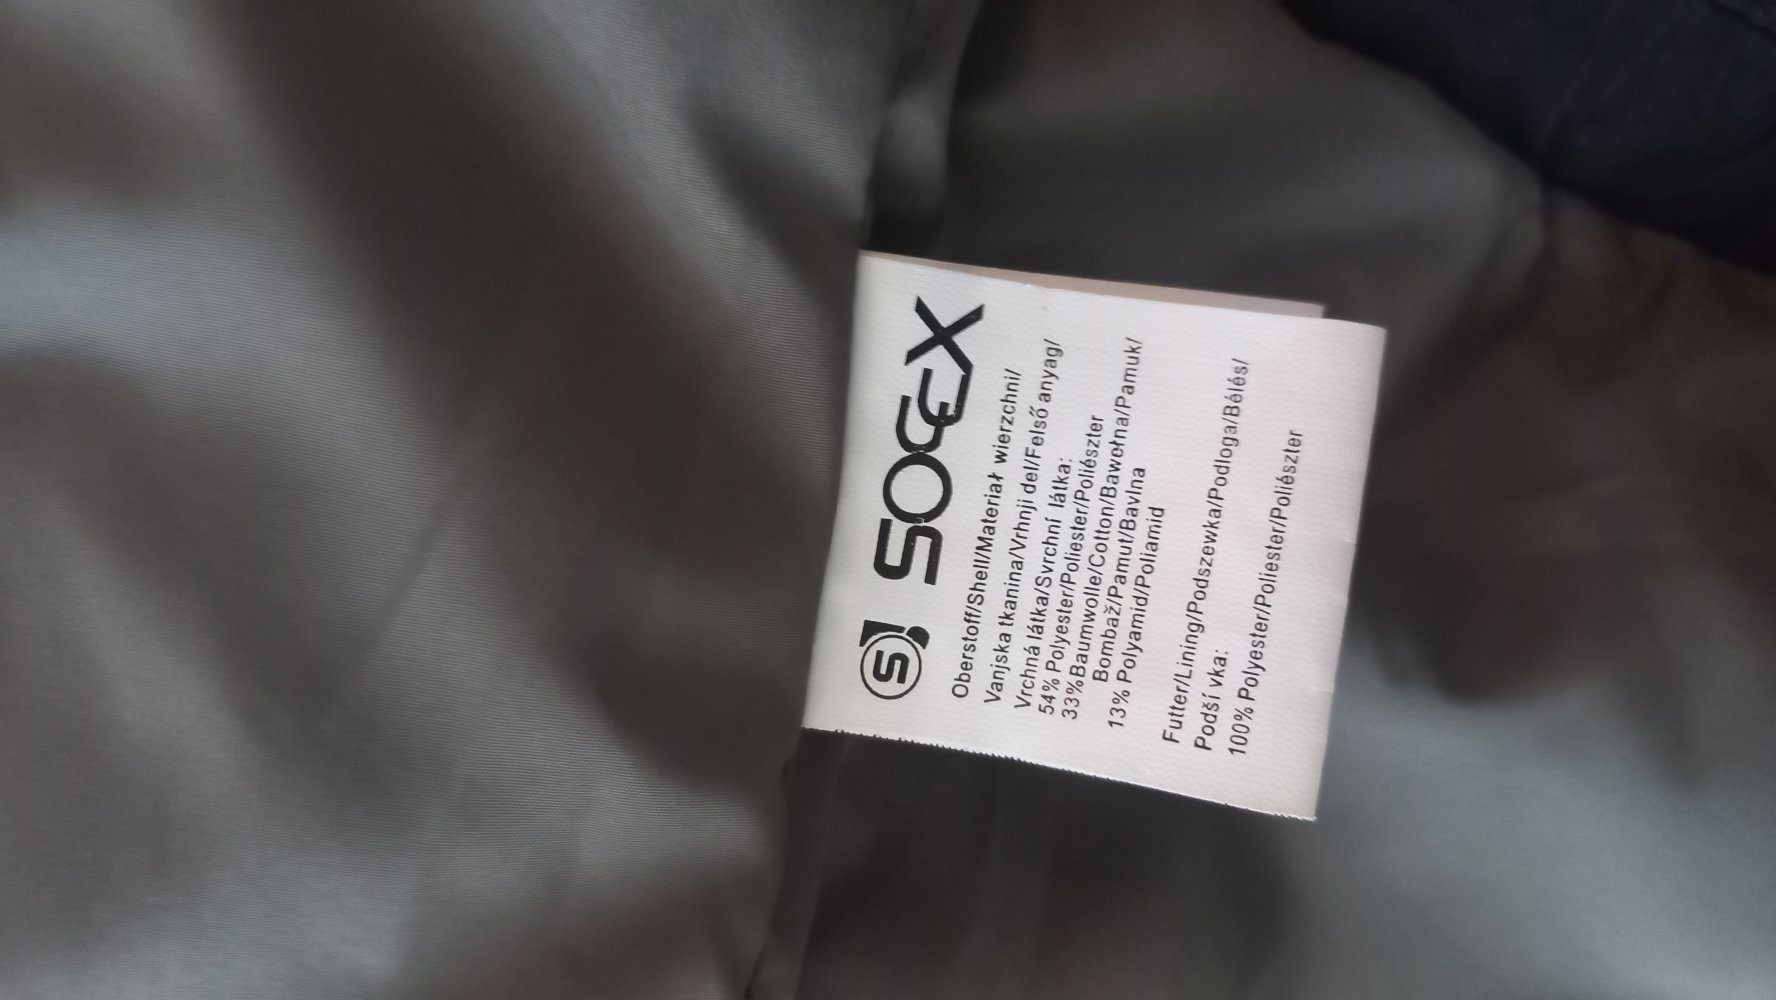 S SOCEX
Oberstoff/Shell/Materiał wierzchni/
Vanjska tkanina/Vrhnji del/Felső anyag/
Vrchná látka/Svrchní látka:
54% Polyester/Poliester/Poliészter
33%Baumwolle/Cotton/Bawełna/Pamuk/
Bombaž/Pamut/Bavlna
13% Polyamid/Poliamid
Futter/Lining/Podszewka/Podloga/Bélés/
Podší vka:
100% Polyester/Poliester/Poliészter